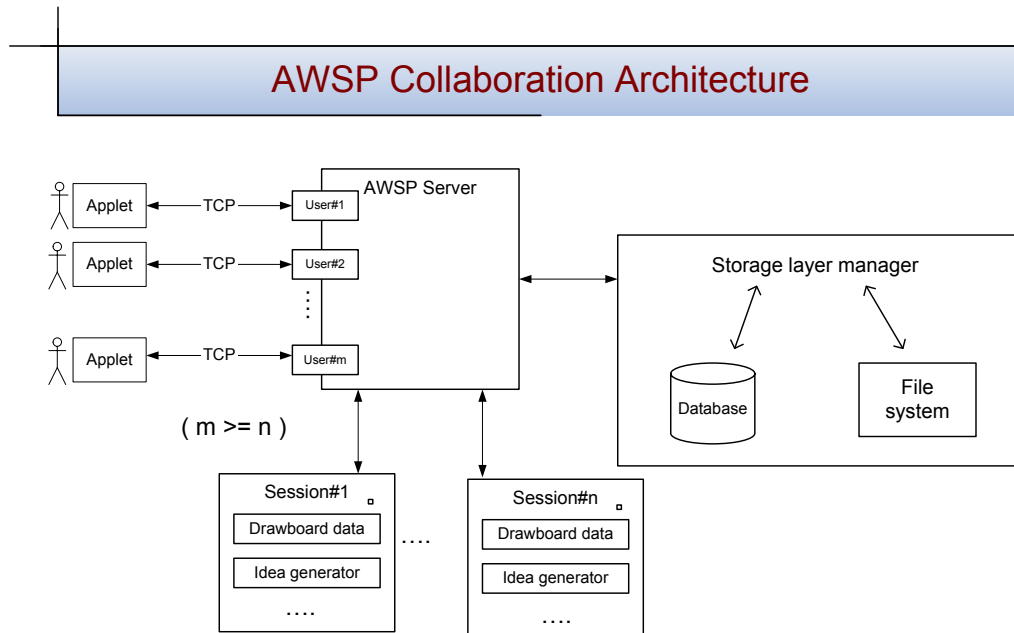 AWSP Collaboration Architecture
AWSP Server
Applet
TCP
User#1
Applet
TCP
User#2
....
Applet
TCP
User#m
( m >= n )
Storage layer manager
Database
File
system
Session#1
Drawboard data
Idea generator
....
....
Session#n
Drawboard data
Idea generator
....